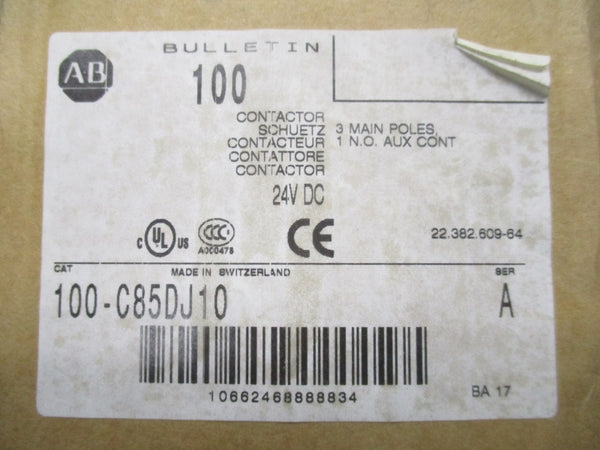 AB
BULLETIN
100
CONTACTOR
SCHUETZ 3 MAIN POLES,
CONTACTEUR 1 N.O. AUX CONT
CONTATTORE
CONTACTOR
24V DC
C UL US
CCC
A000478
CE
22.382.609-64
CAT MADE IN SWITZERLAND SER
100-C85DJ10 A
10662468888834
BA 17